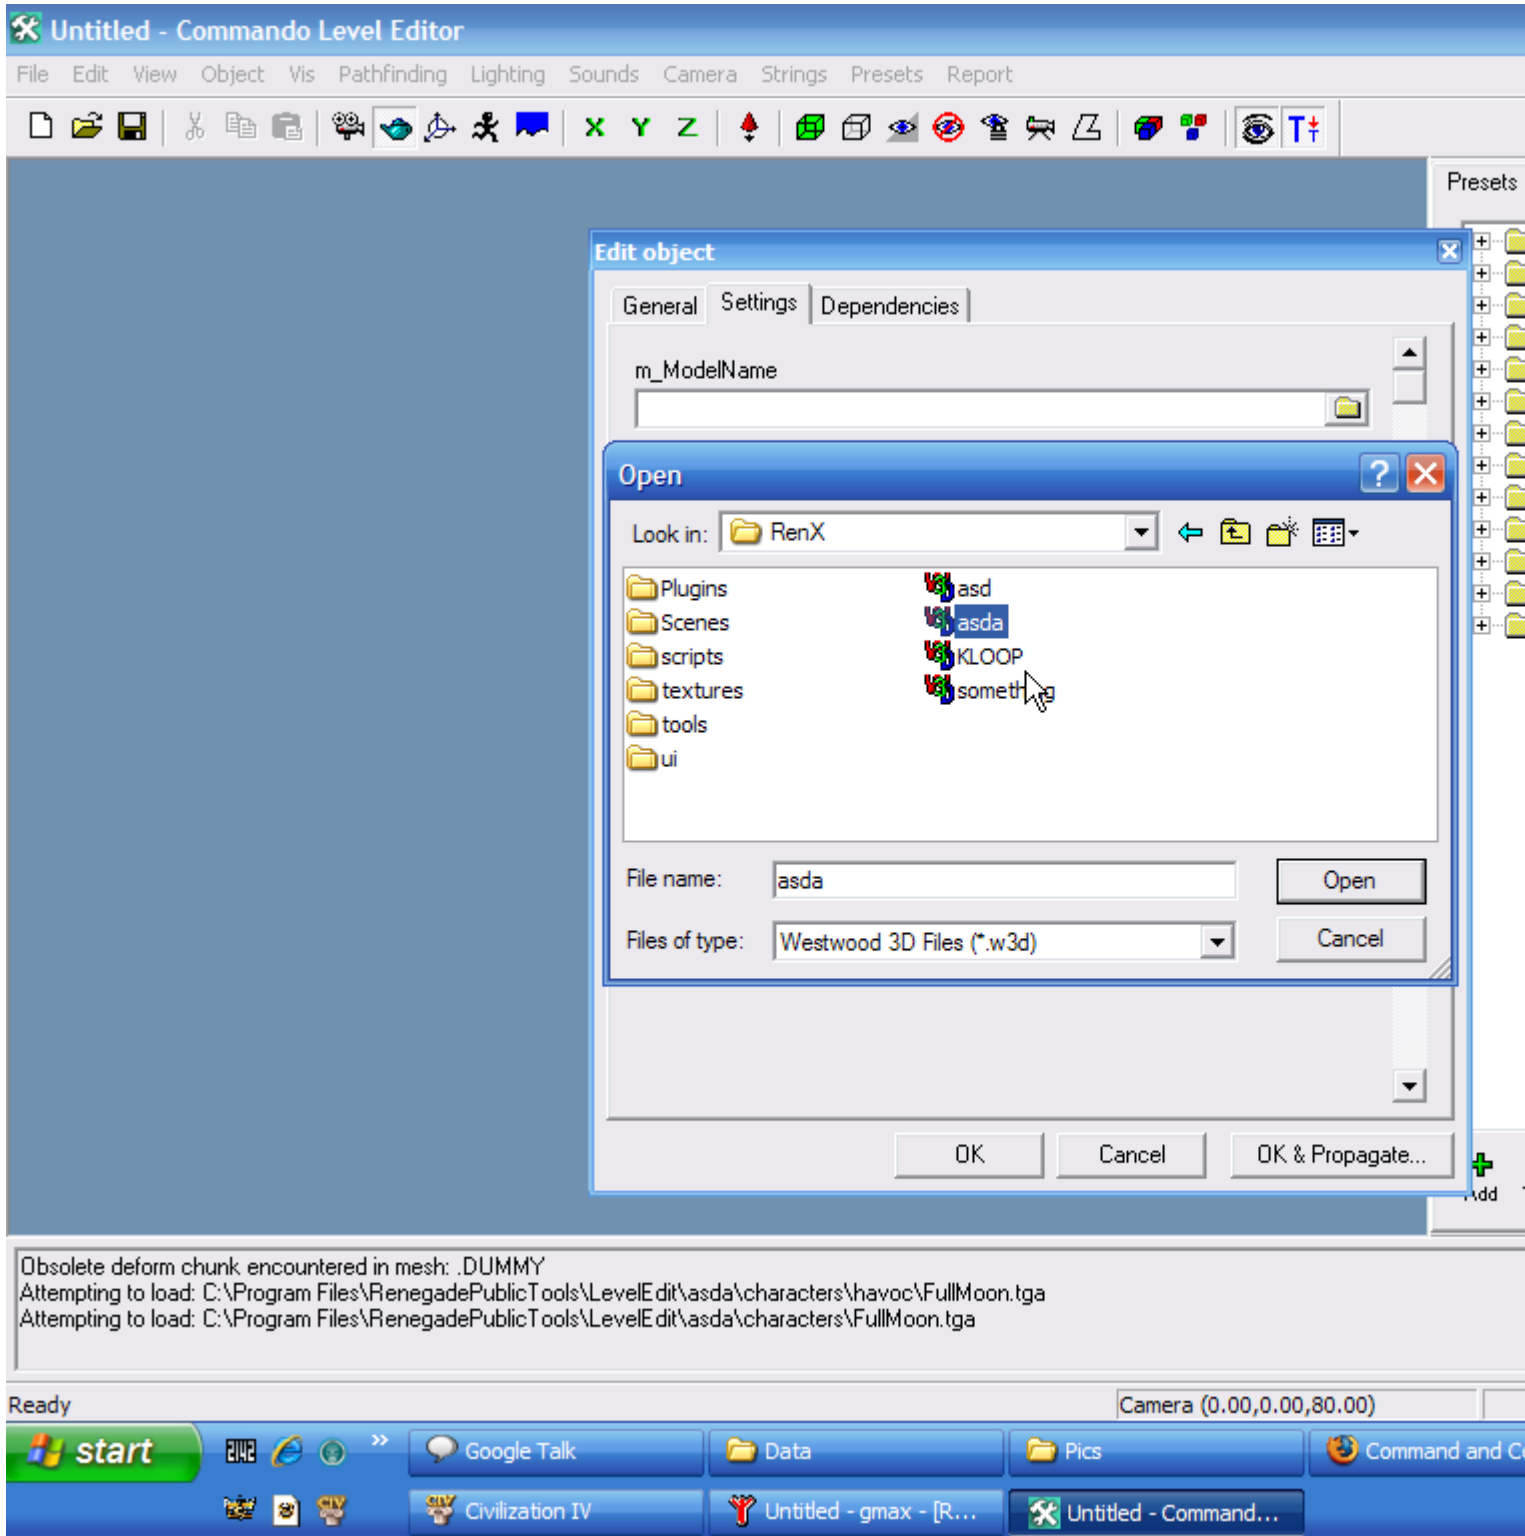 Untitled - Commando Level Editor
File Edit View Object Vis Pathfinding Lighting Sounds Camera Strings Presets Report
X Y Z
Presets
Edit object
General Settings Dependencies
m_ModelName
Open
Look in: RenX
Plugins asd
Scenes asda
scripts KLOOP
textures
tools
ui
File name: asda Open
Files of type: Westwood 3D Files (*.w3d) Cancel
OK Cancel OK & Propagate...
Obsolete deform chunk encountered in mesh: .DUMMY
Attempting to load: C:\Program Files\RenegadePublicTools\LevelEdit\asda\characters\havoc\FullMoon.tga
Attempting to load: C:\Program Files\RenegadePublicTools\LevelEdit\asda\characters\FullMoon.tga
Ready Camera (0.00,0.00,80.00)
start 2142 » Google Talk Data Pics Command and
Civilization IV Untitled - gmax - [R... Untitled - Command...